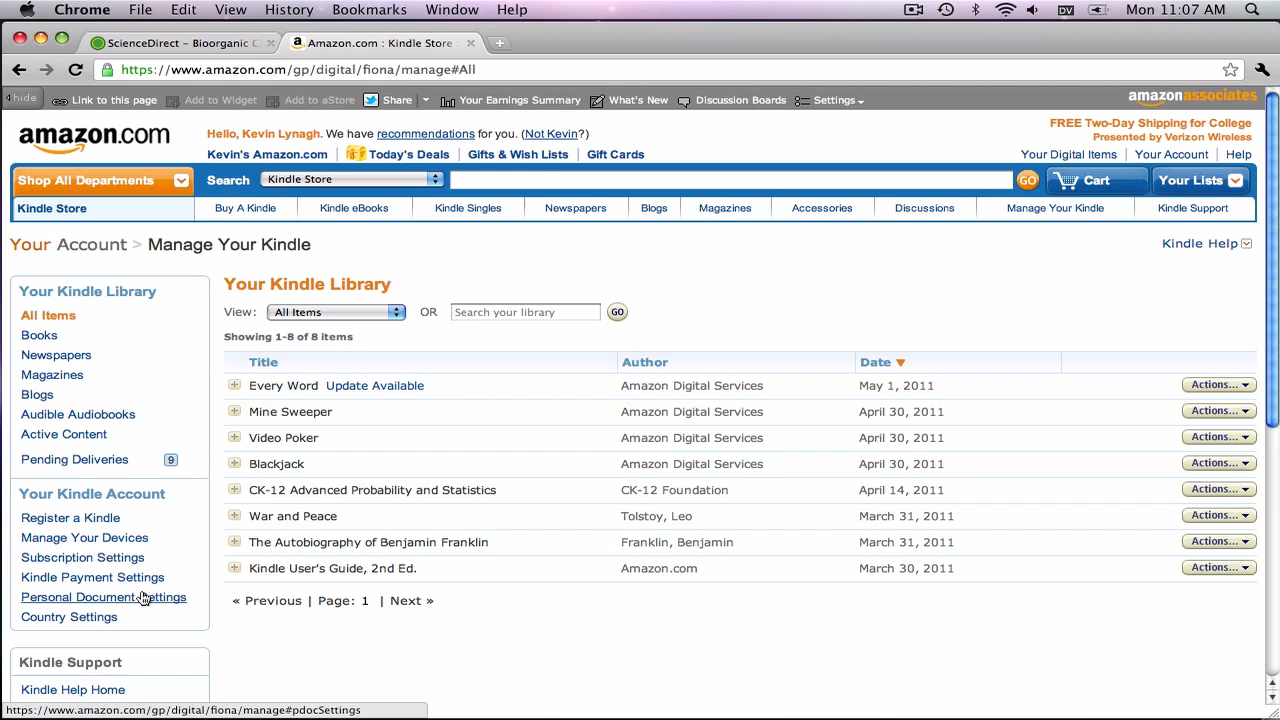 Chrome File Edit View History Bookmarks Window Help DV Mon 11:07 AM
ScienceDirect – Bioorganic C Amazon.com : Kindle Store
https://www.amazon.com/gp/digital/fiona/manage#All
hide Link to this page Add to Widget Add to aStore Share Your Earnings Summary What's New Discussion Boards Settings amazonassociates
amazon.com
Hello, Kevin Lynagh. We have recommendations for you. (Not Kevin?)
FREE Two-Day Shipping for College
Presented by Verizon Wireless
Kevin's Amazon.com | Today's Deals | Gifts & Wish Lists | Gift Cards Your Digital Items | Your Account | Help
Shop All Departments Search Kindle Store GO Cart Your Lists
Kindle Store Buy A Kindle Kindle eBooks Kindle Singles Newspapers Blogs Magazines Accessories Discussions Manage Your Kindle Kindle Support
Your Account > Manage Your Kindle Kindle Help
Your Kindle Library
All Items
Books
Newspapers
Magazines
Blogs
Audible Audiobooks
Active Content
Pending Deliveries 9
Your Kindle Account
Register a Kindle
Manage Your Devices
Subscription Settings
Kindle Payment Settings
Personal Document Settings
Country Settings
Kindle Support
Kindle Help Home
Your Kindle Library
View: All Items OR Search your library GO
Showing 1-8 of 8 items
Title Author Date
Every Word Update Available Amazon Digital Services May 1, 2011 Actions...
Mine Sweeper Amazon Digital Services April 30, 2011 Actions...
Video Poker Amazon Digital Services April 30, 2011 Actions...
Blackjack Amazon Digital Services April 30, 2011 Actions...
CK-12 Advanced Probability and Statistics CK-12 Foundation April 14, 2011 Actions...
War and Peace Tolstoy, Leo March 31, 2011 Actions...
The Autobiography of Benjamin Franklin Franklin, Benjamin March 31, 2011 Actions...
Kindle User's Guide, 2nd Ed. Amazon.com March 30, 2011 Actions...
« Previous | Page: 1 | Next »
https://www.amazon.com/gp/digital/fiona/manage#pdocSettings